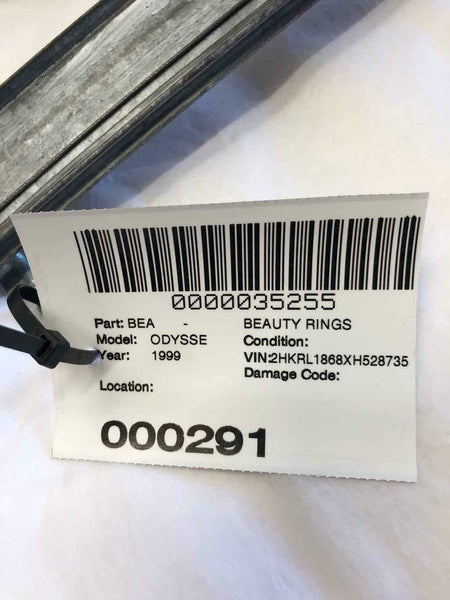 0000035255
Part: BEA - BEAUTY RINGS
Model: ODYSSE Condition:
Year: 1999 VIN:2HKRL1868XH528735
Damage Code:
Location:
000291